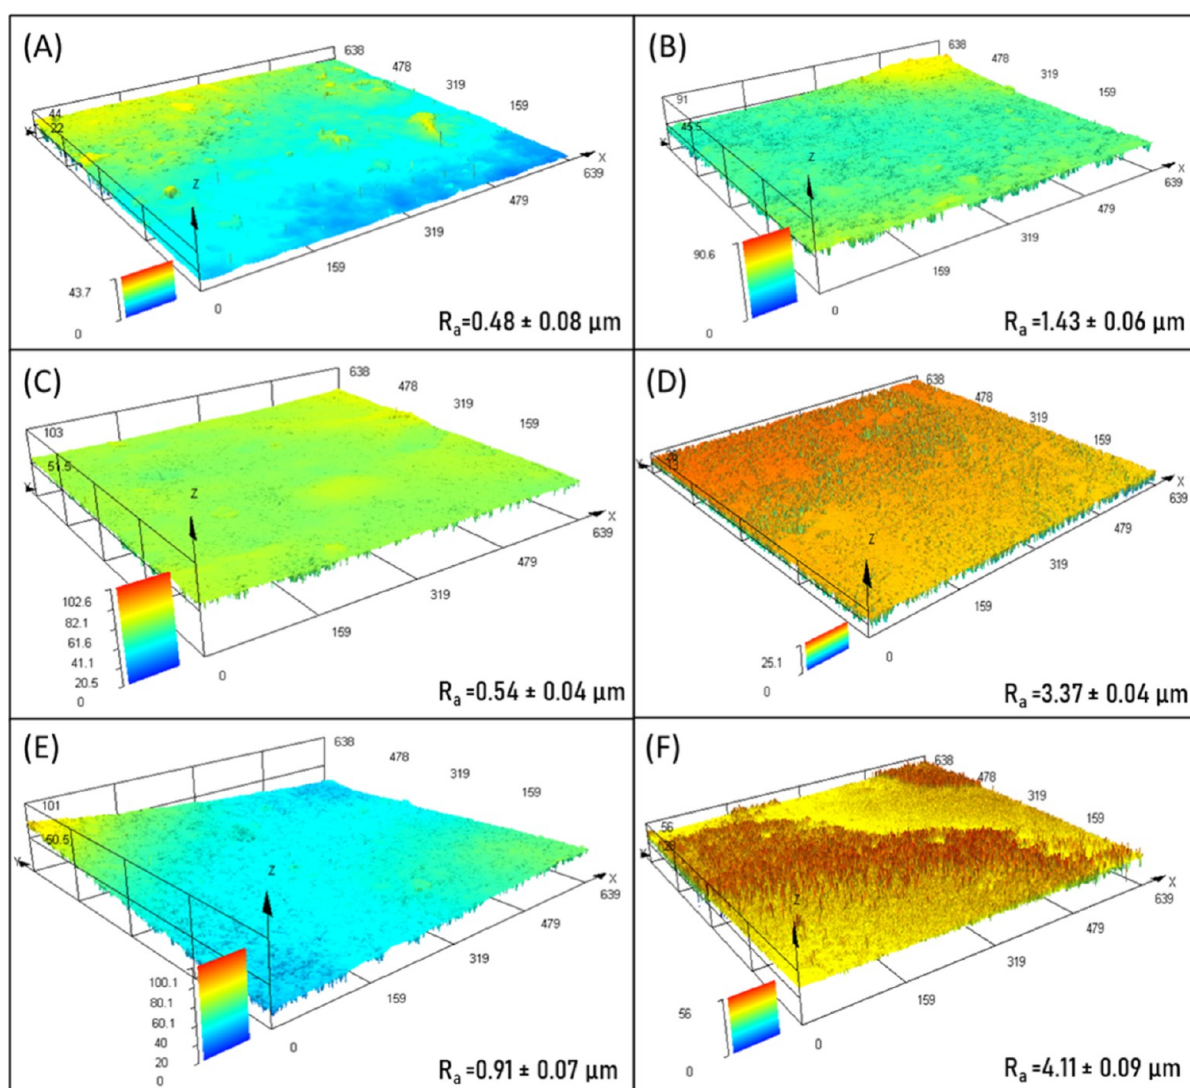 (A)
638
478
319
159
44
22
Y
Z
X
639
479
319
159
0
43.7
0
Ra=0.48 ± 0.08 µm
(B)
638
478
319
159
91
45.5
Z
X
639
479
319
159
0
90.6
0
Ra=1.43 ± 0.06 µm
(C)
638
478
319
159
103
51.5
Y
Z
X
639
479
319
159
0
102.6
82.1
61.6
41.1
20.5
0
Ra=0.54 ± 0.04 µm
(D)
638
478
319
159
Y
Z
X
639
479
319
159
0
25.1
0
Ra=3.37 ± 0.04 µm
(E)
638
478
319
159
101
50.5
Y
Z
X
639
479
319
159
0
100.1
80.1
60.1
40
20
0
Ra=0.91 ± 0.07 µm
(F)
638
478
319
159
56
Z
X
639
479
319
159
0
56
0
Ra=4.11 ± 0.09 µm